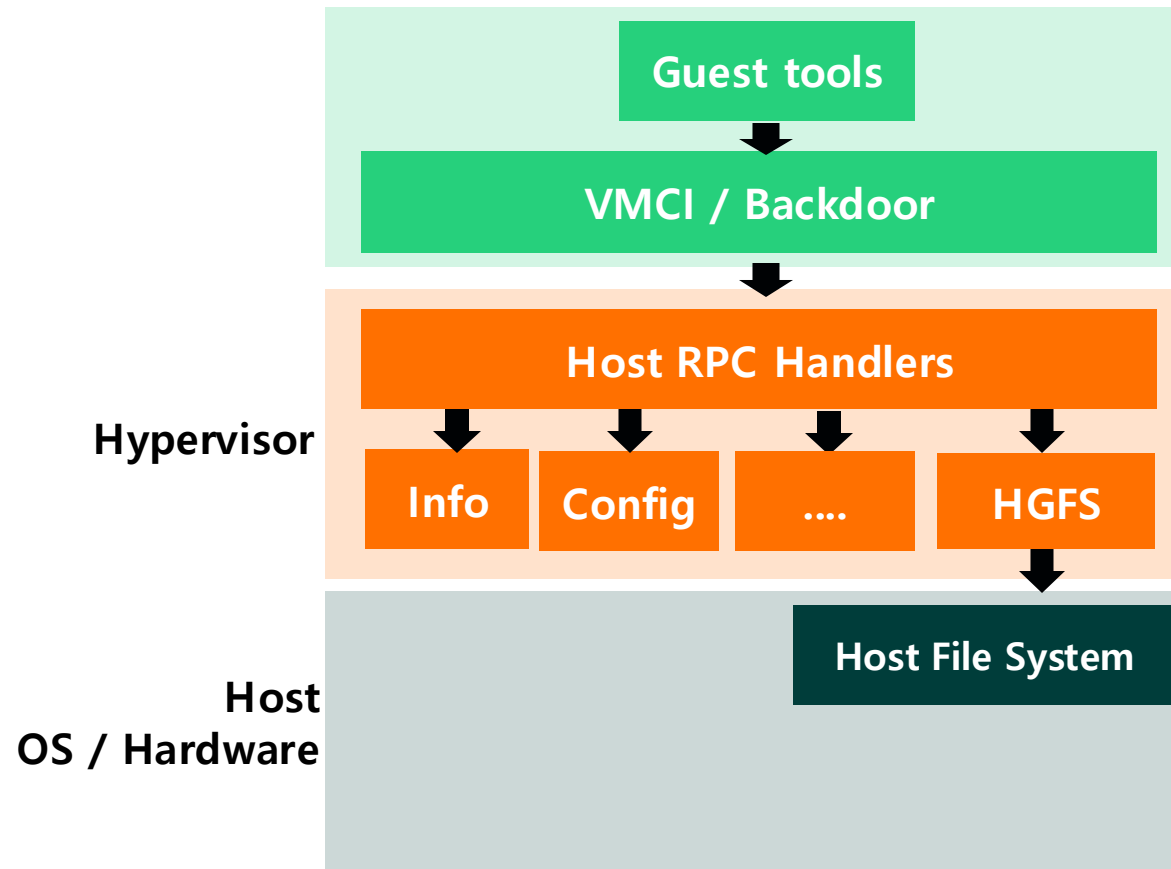 Guest tools
VMCI / Backdoor
Host RPC Handlers
Hypervisor
Info
Config
....
HGFS
Host File System
Host
OS / Hardware